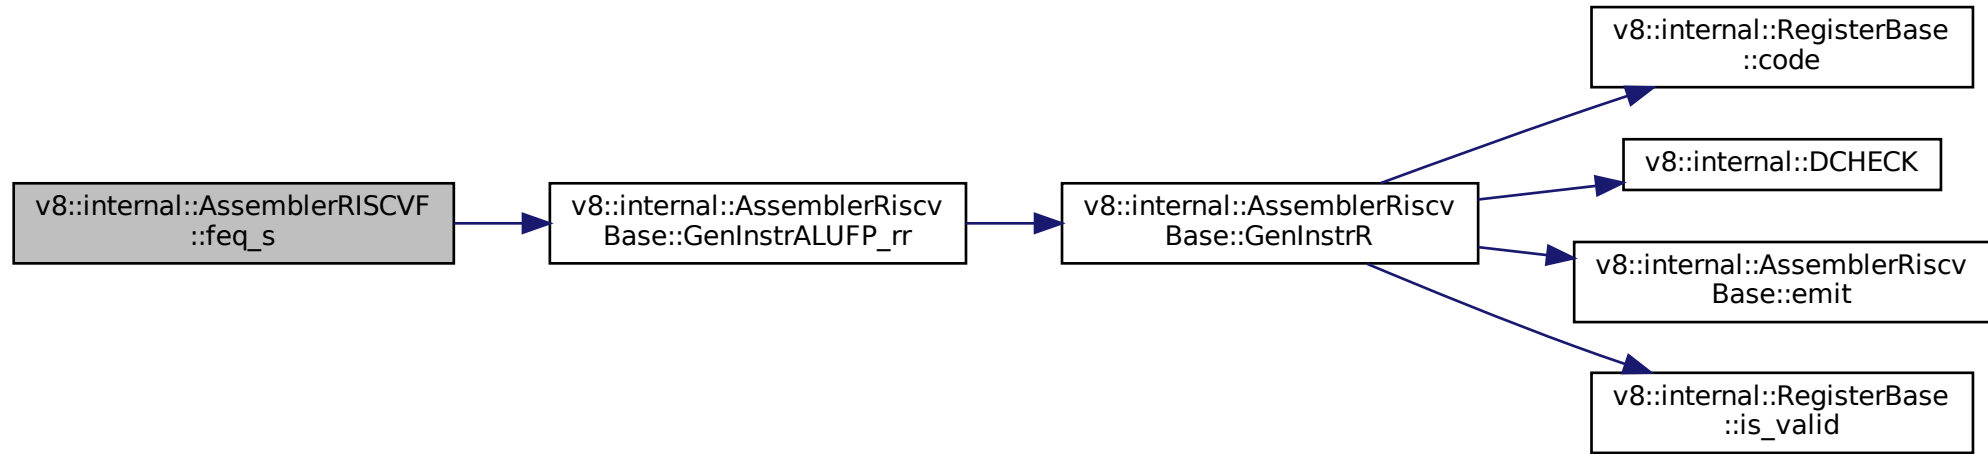 v8::internal::AssemblerRISCVF
::feq_s
v8::internal::AssemblerRiscv
Base::GenInstrALUFP_rr
v8::internal::AssemblerRiscv
Base::GenInstrR
v8::internal::RegisterBase
::code
v8::internal::DCHECK
v8::internal::AssemblerRiscv
Base::emit
v8::internal::RegisterBase
::is_valid